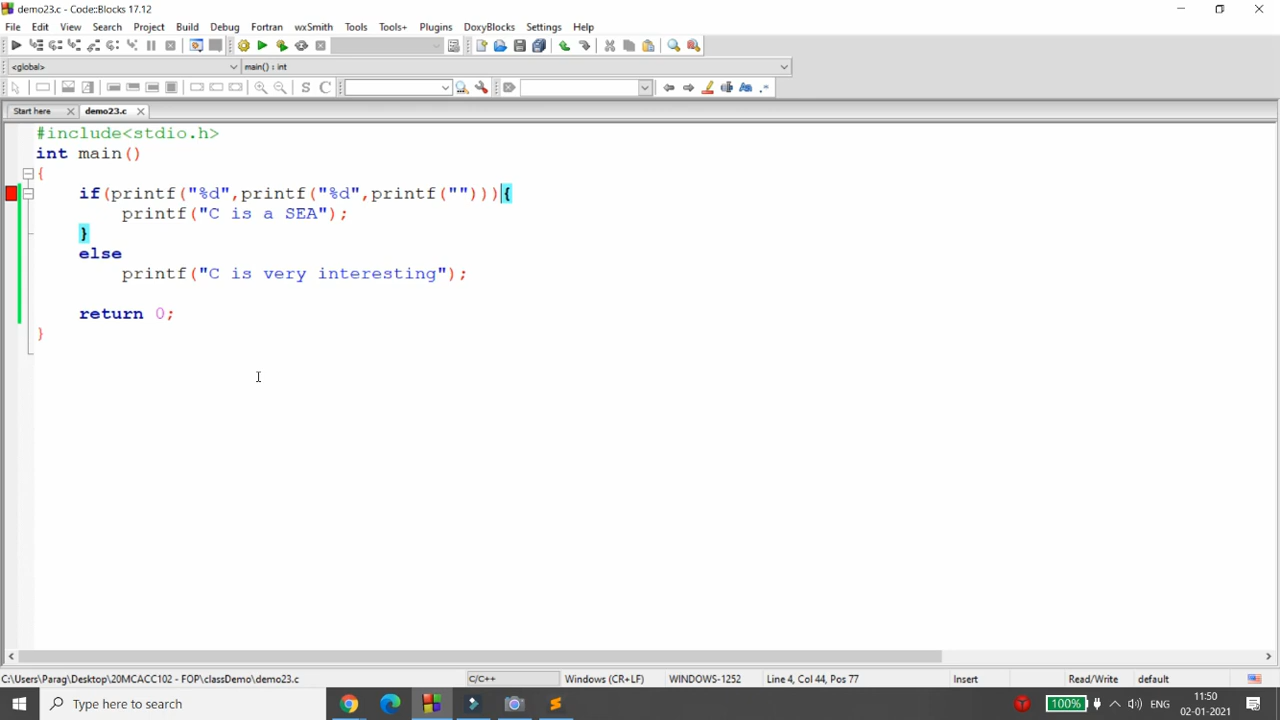 demo23.c - Code::Blocks 17.12
File Edit View Search Project Build Debug Fortran wxSmith Tools Tools+ Plugins DoxyBlocks Settings Help
<global> main() : int
S C
Start here demo23.c
#include<stdio.h>
int main()
{
if(printf("%d",printf("%d",printf(""))){
printf("C is a SEA");
}
else
printf("C is very interesting");
return 0;
}
C:\Users\Parag\Desktop\20MCACC102 - FOP\classDemo\demo23.c C/C++ Windows (CR+LF) WINDOWS-1252 Line 4, Col 44, Pos 77 Insert Read/Write default
Type here to search 100% ENG 11:50
02-01-2021